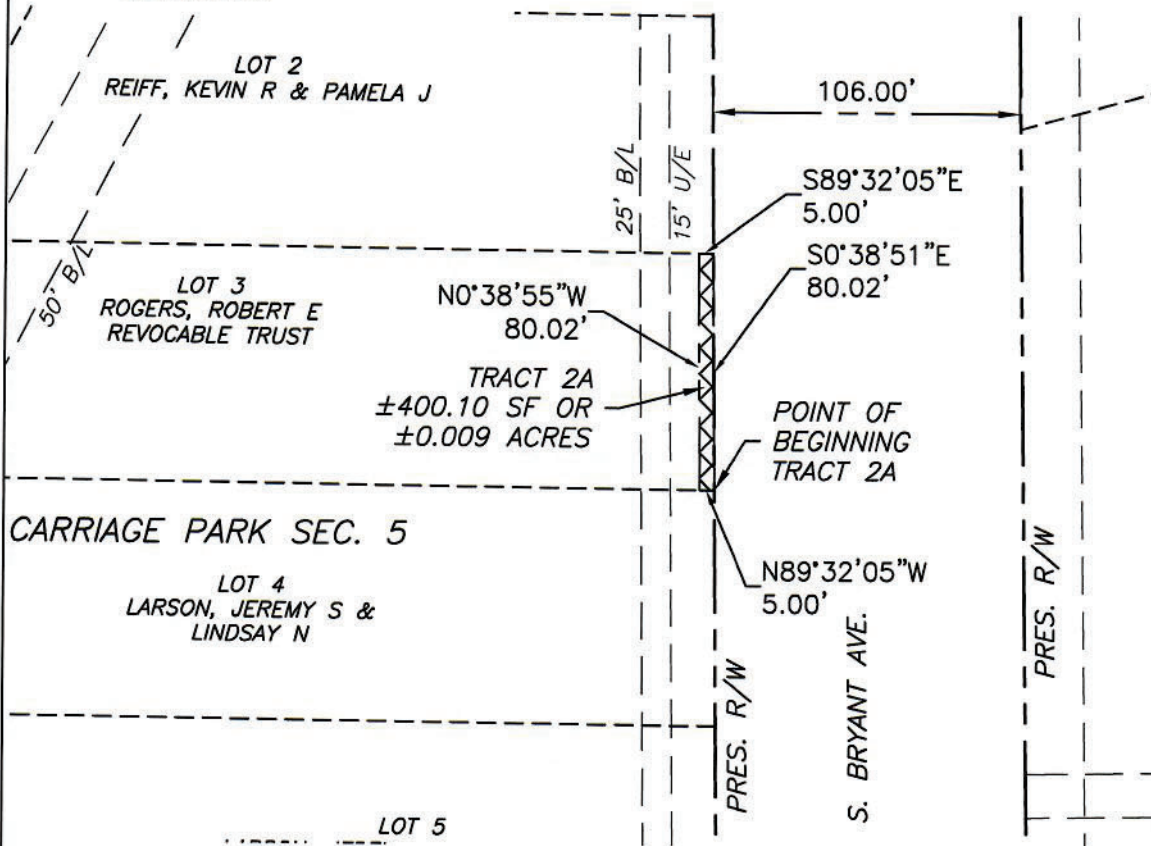 LOT 2
REIFF, KEVIN R & PAMELA J
106.00'
25' B/L
15' U/E
S89°32'05"E
5.00'
S0°38'51"E
80.02'
50' B/L
LOT 3
ROGERS, ROBERT E
REVOCABLE TRUST
N0°38'55"W
80.02'
TRACT 2A
±400.10 SF OR
±0.009 ACRES
POINT OF
BEGINNING
TRACT 2A
CARRIAGE PARK SEC. 5
LOT 4
LARSON, JEREMY S &
LINDSAY N
N89°32'05"W
5.00'
PRES. R/W
S. BRYANT AVE.
PRES. R/W
LOT 5